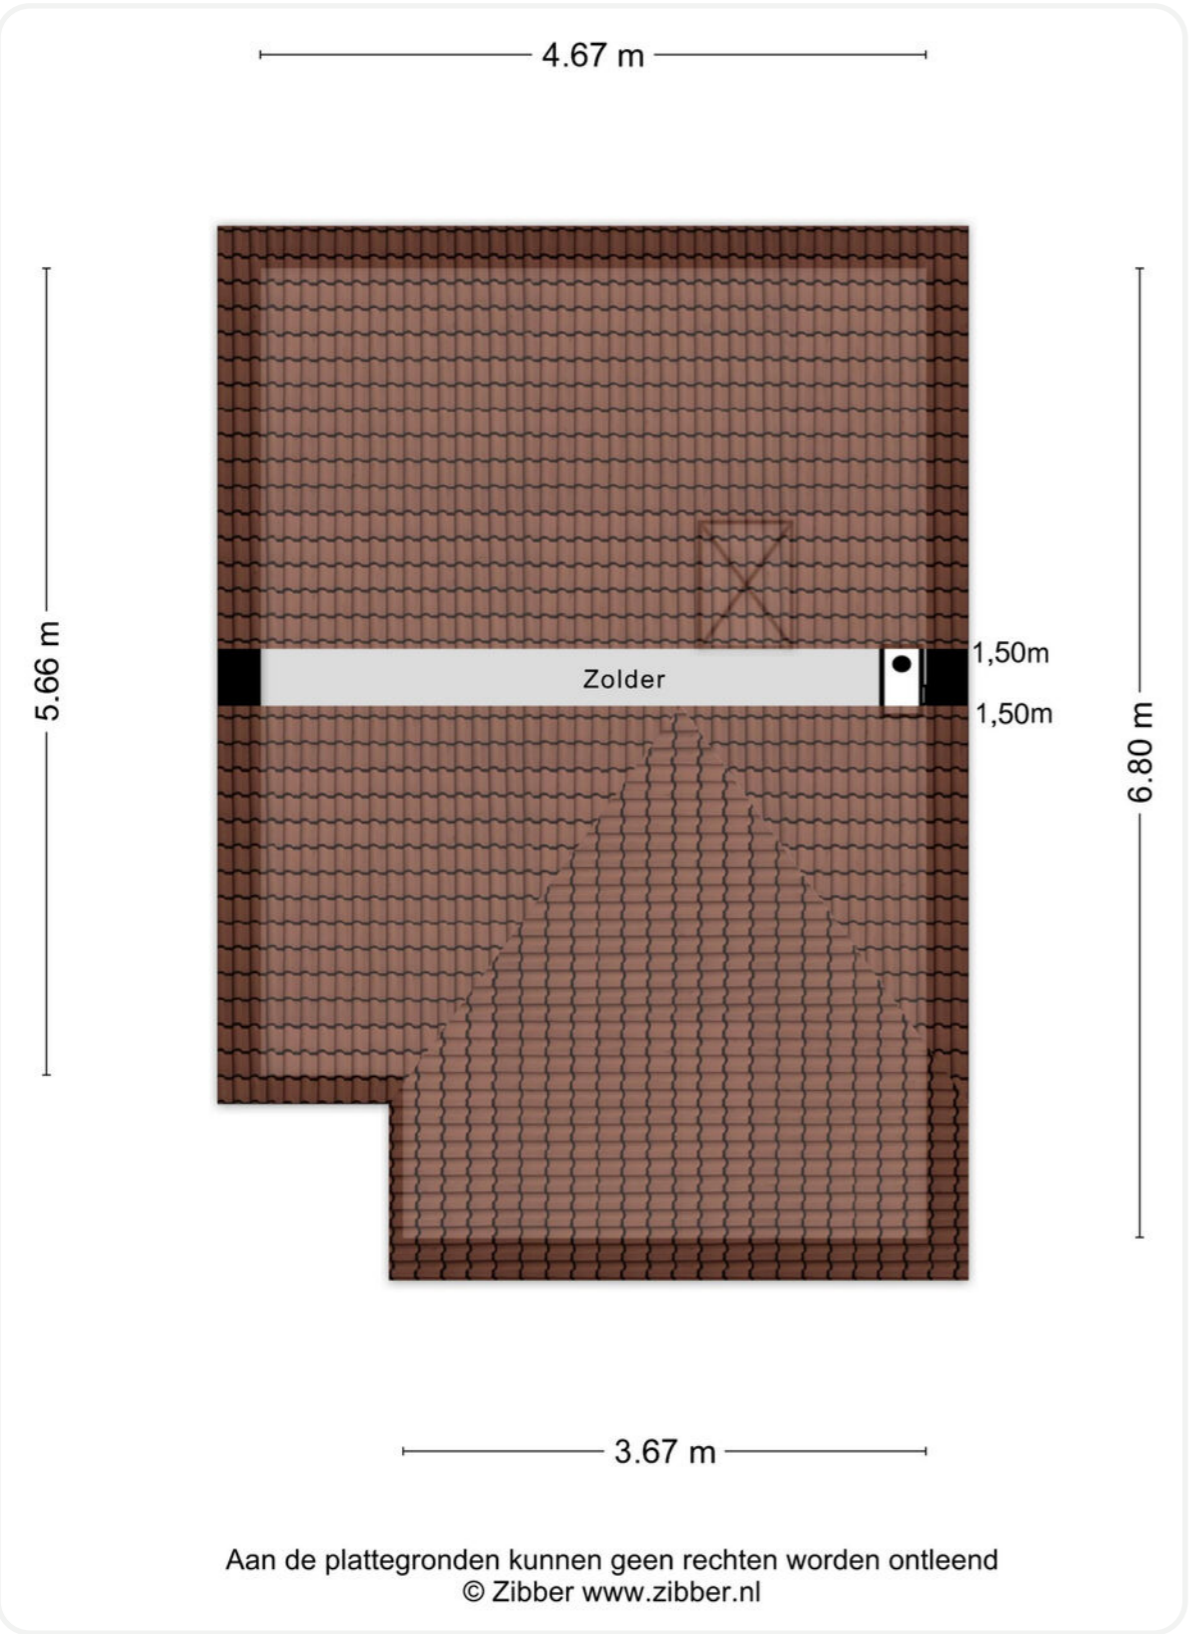 4.67 m
5.66 m
Zolder
1,50m
1,50m
6.80 m
3.67 m
Aan de plattegronden kunnen geen rechten worden ontleend
© Zibber www.zibber.nl